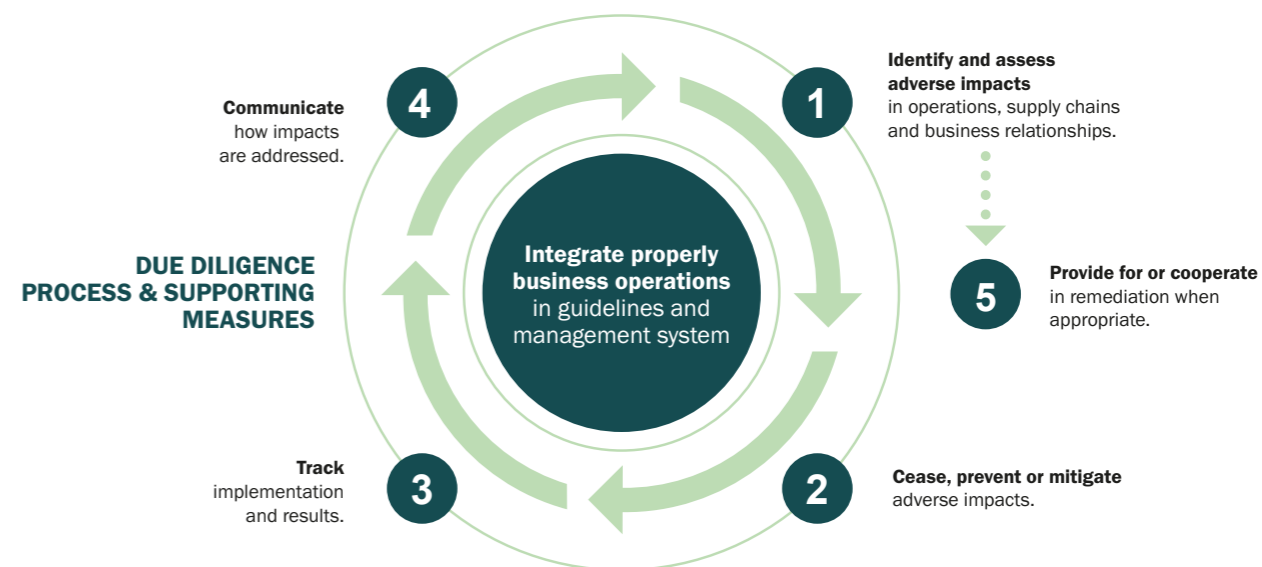 DUE DILIGENCE
PROCESS & SUPPORTING
MEASURES
Integrate properly
business operations
in guidelines and
management system
1
Identify and assess
adverse impacts
in operations, supply chains
and business relationships.
2
Cease, prevent or mitigate
adverse impacts.
3
Track
implementation
and results.
4
Communicate
how impacts
are addressed.
5
Provide for or cooperate
in remediation when
appropriate.